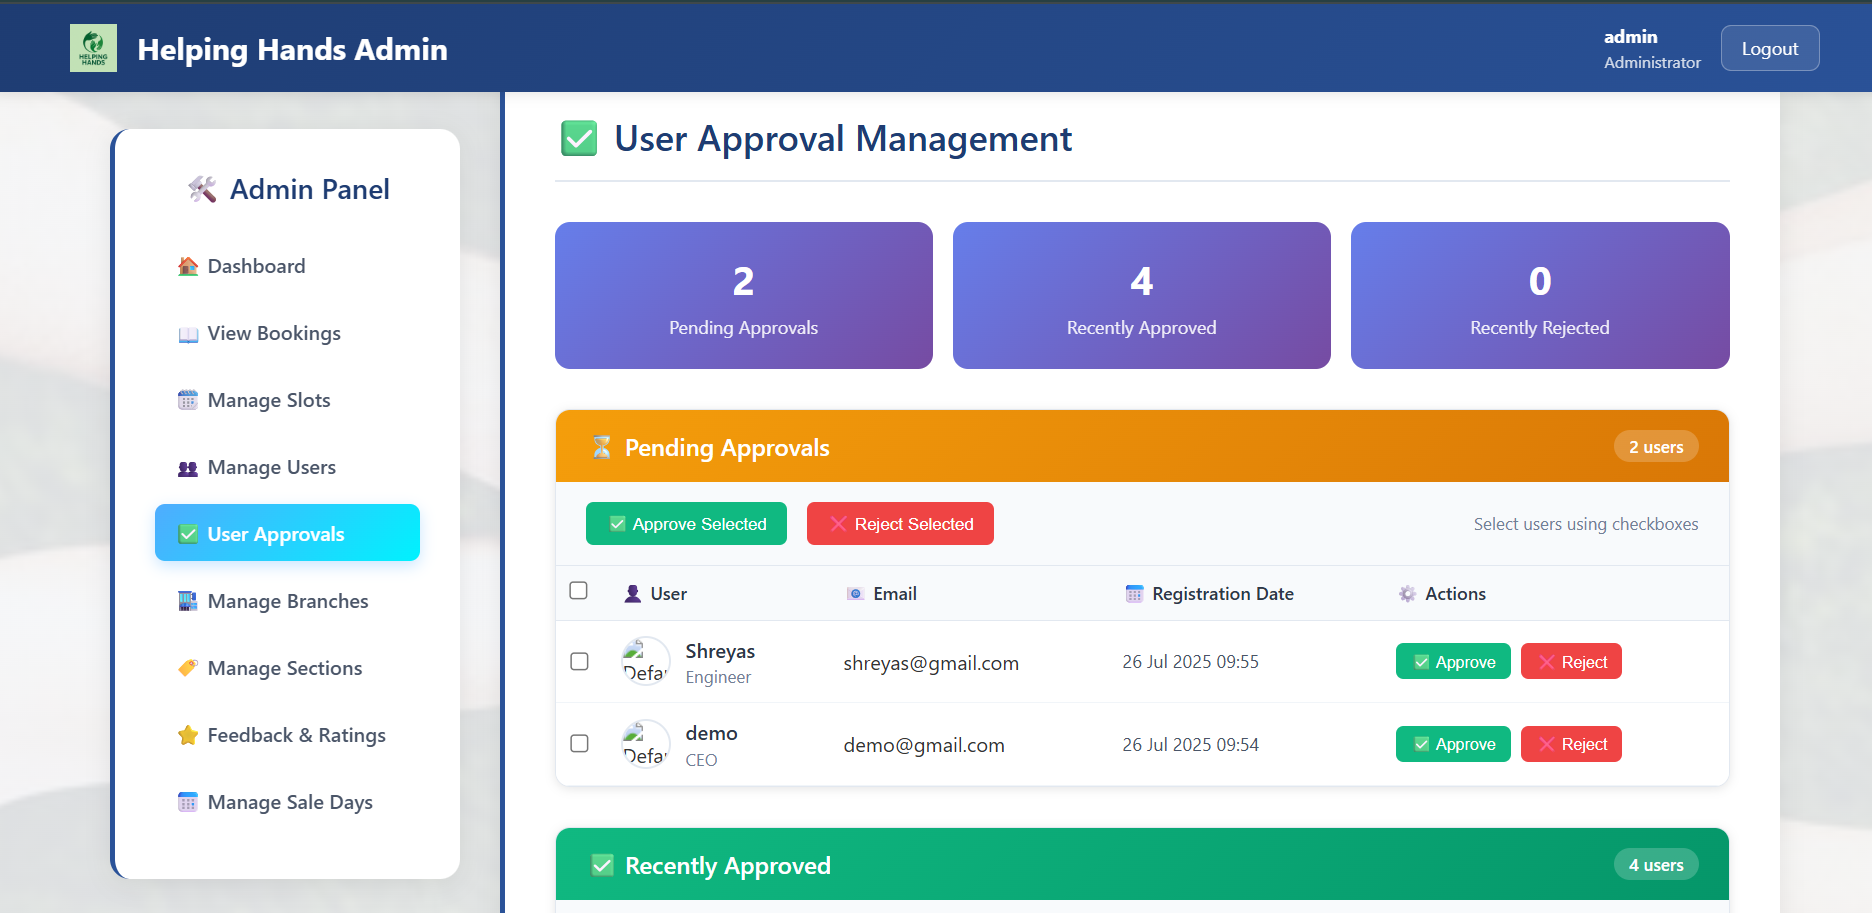 HELPING
HANDS
Helping Hands Admin
admin
Administrator
Logout
Admin Panel
Dashboard
View Bookings
Manage Slots
Manage Users
User Approvals
Manage Branches
Manage Sections
Feedback & Ratings
Manage Sale Days
User Approval Management
2
Pending Approvals
4
Recently Approved
0
Recently Rejected
Pending Approvals
2 users
Approve Selected
Reject Selected
Select users using checkboxes
User
Email
Registration Date
Actions
Defa
Shreyas
Engineer
shreyas@gmail.com
26 Jul 2025 09:55
Approve
Reject
Defa
demo
CEO
demo@gmail.com
26 Jul 2025 09:54
Approve
Reject
Recently Approved
4 users